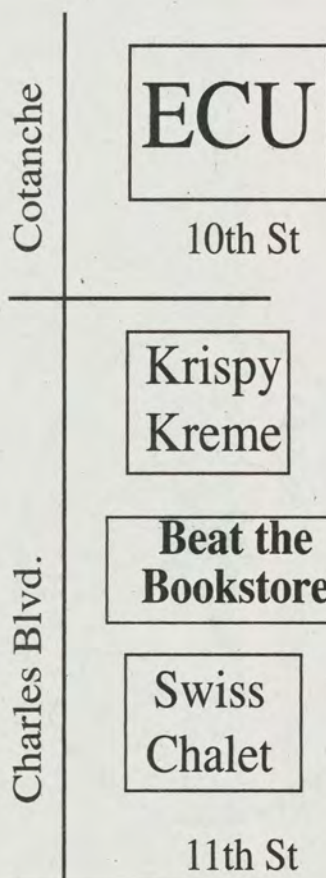 Cotanche
ECU
10th St
Krispy
Kreme
Beat the
Bookstore
Charles Blvd.
Swiss
Chalet
11th St